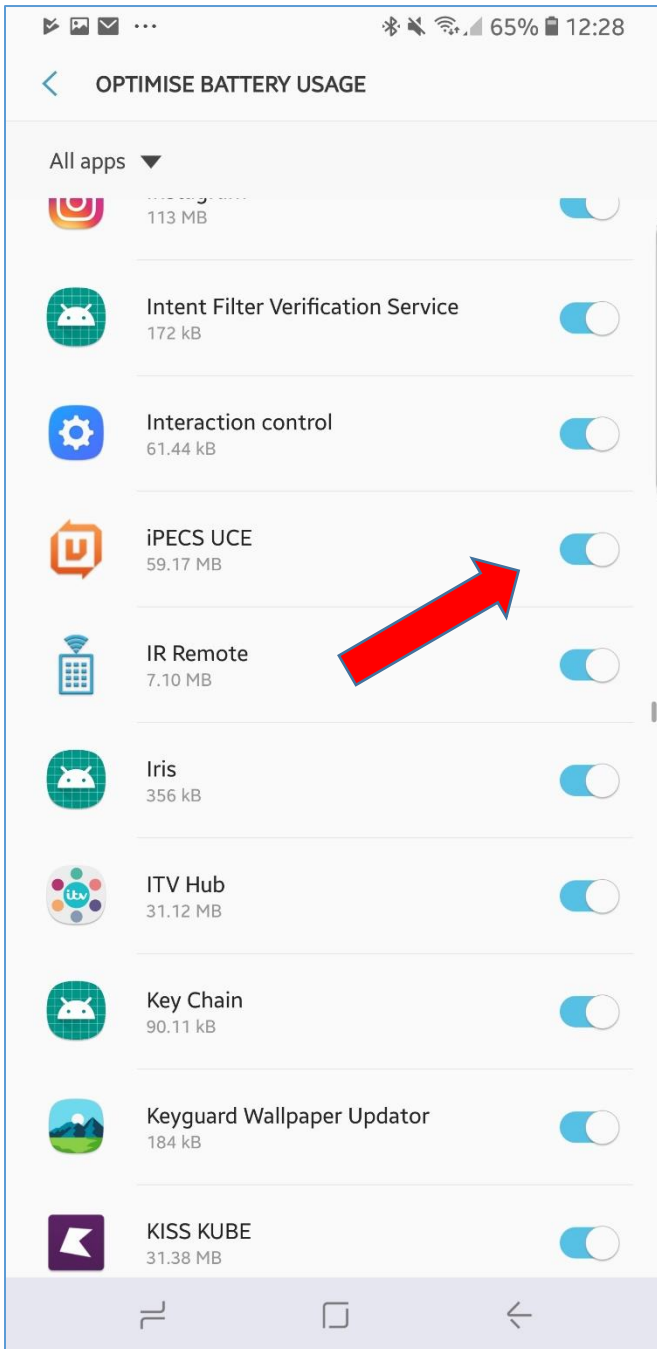 65% 12:28
OPTIMISE BATTERY USAGE
All apps
113 MB
Intent Filter Verification Service
172 kB
Interaction control
61.44 kB
iPECS UCE
59.17 MB
IR Remote
7.10 MB
Iris
356 kB
itv
ITV Hub
31.12 MB
Key Chain
90.11 kB
Keyguard Wallpaper Updator
184 kB
KISS KUBE
31.38 MB